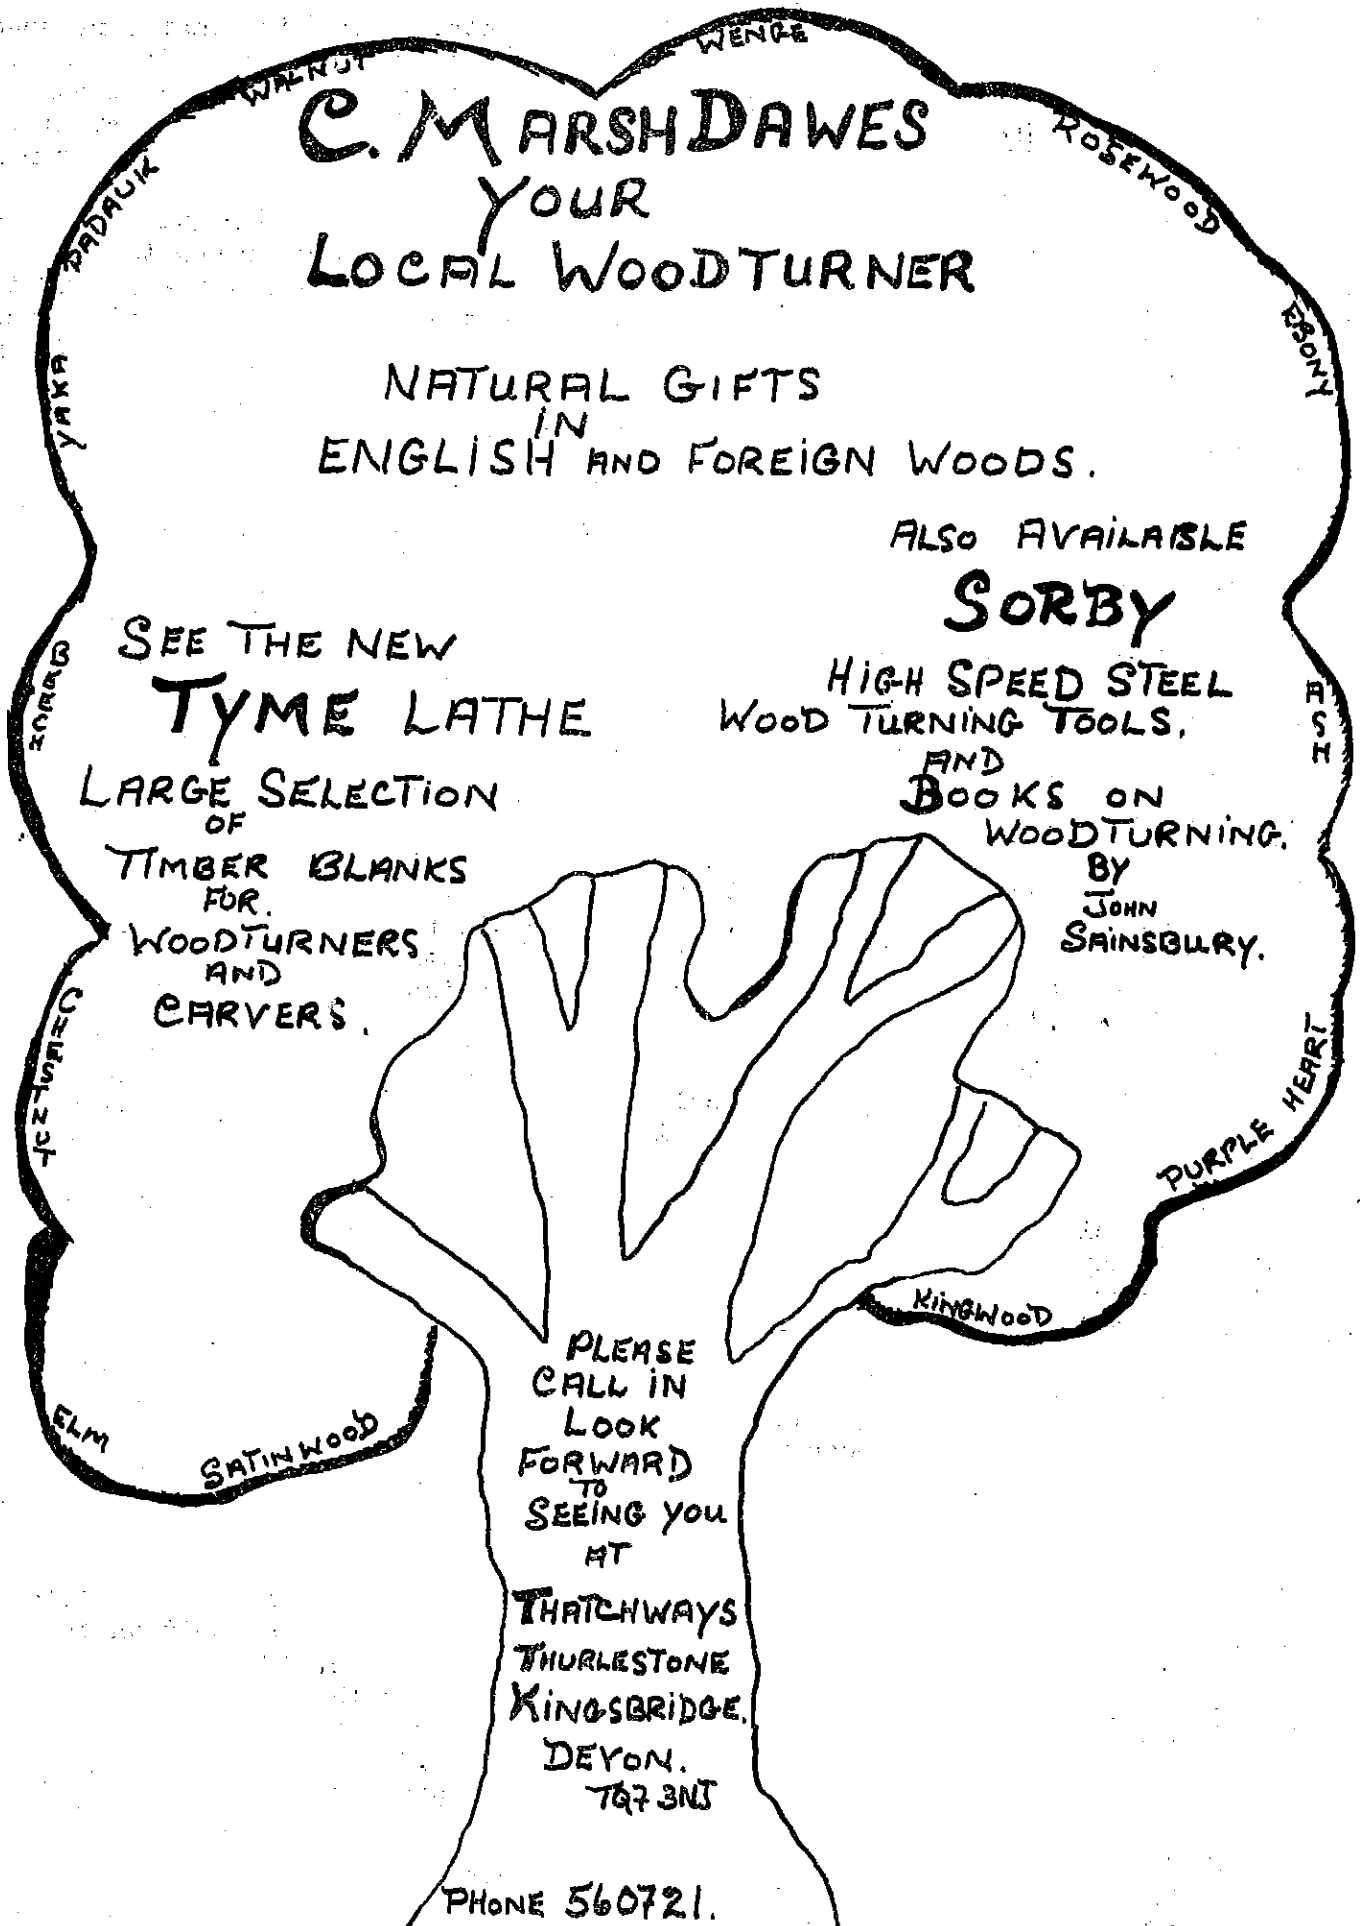 WENGE
WALNUT
C. MARSH DAWES
ROSEWOOD
YOUR
PADAUK
LOCAL WOODTURNER
EBONY
YAKA
NATURAL GIFTS
IN
ENGLISH AND FOREIGN WOODS.
ALSO AVAILABLE
SORBY
HIGH SPEED STEEL
WOOD TURNING TOOLS.
AND
BOOKS ON
WOODTURNING.
BY
JOHN
SAINSBURY.
ASH
SEE THE NEW
TYME LATHE
LARGE SELECTION
OF
TIMBER BLANKS
FOR.
WOODTURNERS
AND
CARVERS.
CHESTNUT
PURPLE HEART
KINGWOOD
ELM
SATINWOOD
PLEASE
CALL IN
LOOK
FORWARD
TO
SEEING YOU
AT
THATCHWAYS
THURLESTONE
KINGSBRIDGE.
DEVON.
TQ7 3NJ
PHONE 560721.